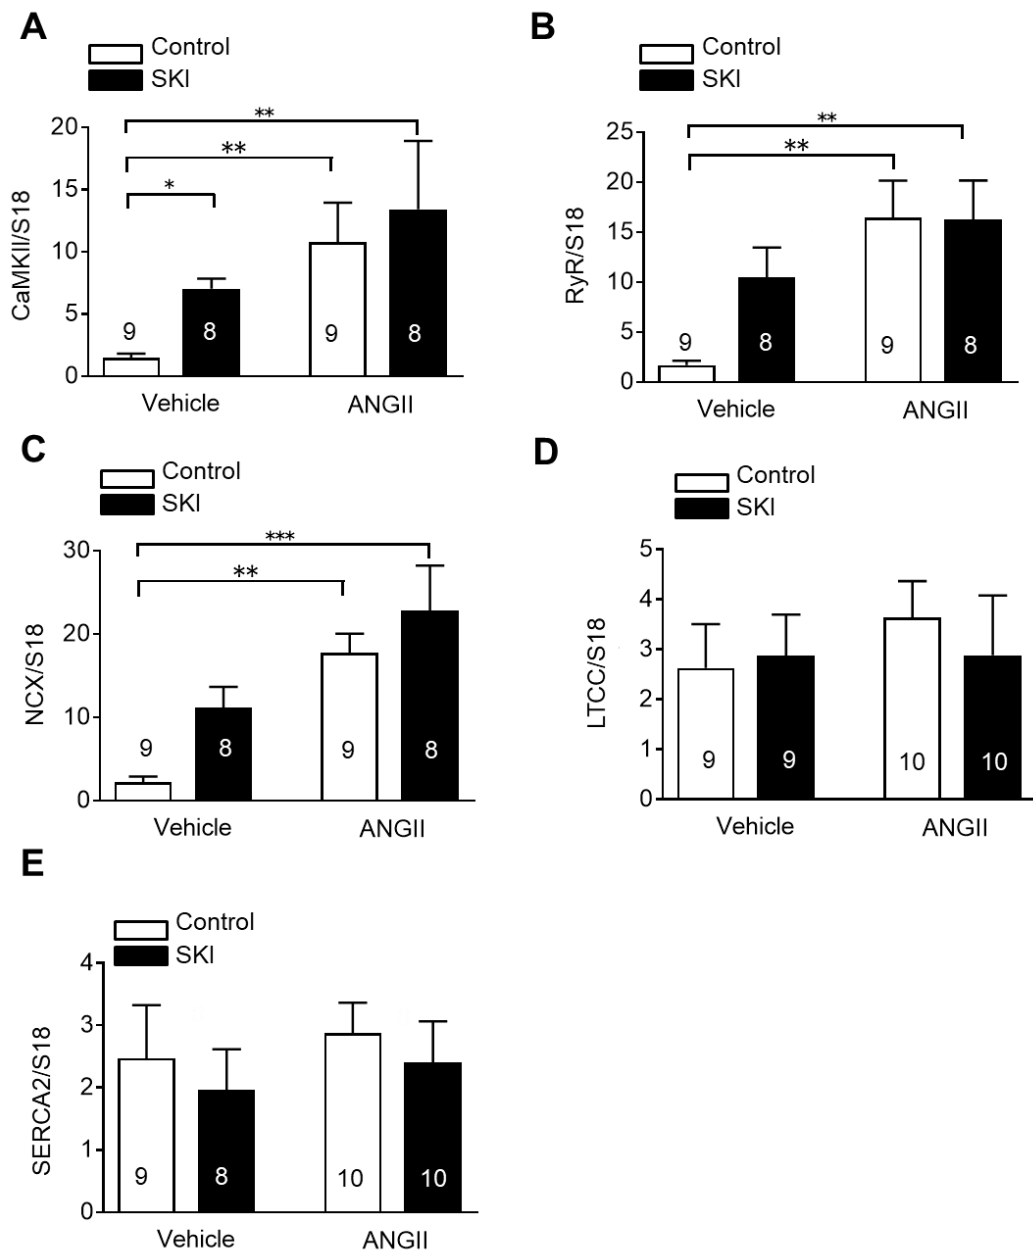 A
Control
SKI
**
**
*
CaMKII/S18
20
15
10
5
0
9
8
9
8
Vehicle
ANGII
B
Control
SKI
**
**
RyR/S18
25
20
15
10
5
0
9
8
9
8
Vehicle
ANGII
C
Control
SKI
***
**
NCX/S18
30
20
10
0
9
8
9
8
Vehicle
ANGII
D
Control
SKI
LTCC/S18
5
4
3
2
1
0
9
9
10
10
Vehicle
ANGII
E
Control
SKI
SERCA2/S18
4
3
2
1
0
9
8
10
10
Vehicle
ANGII